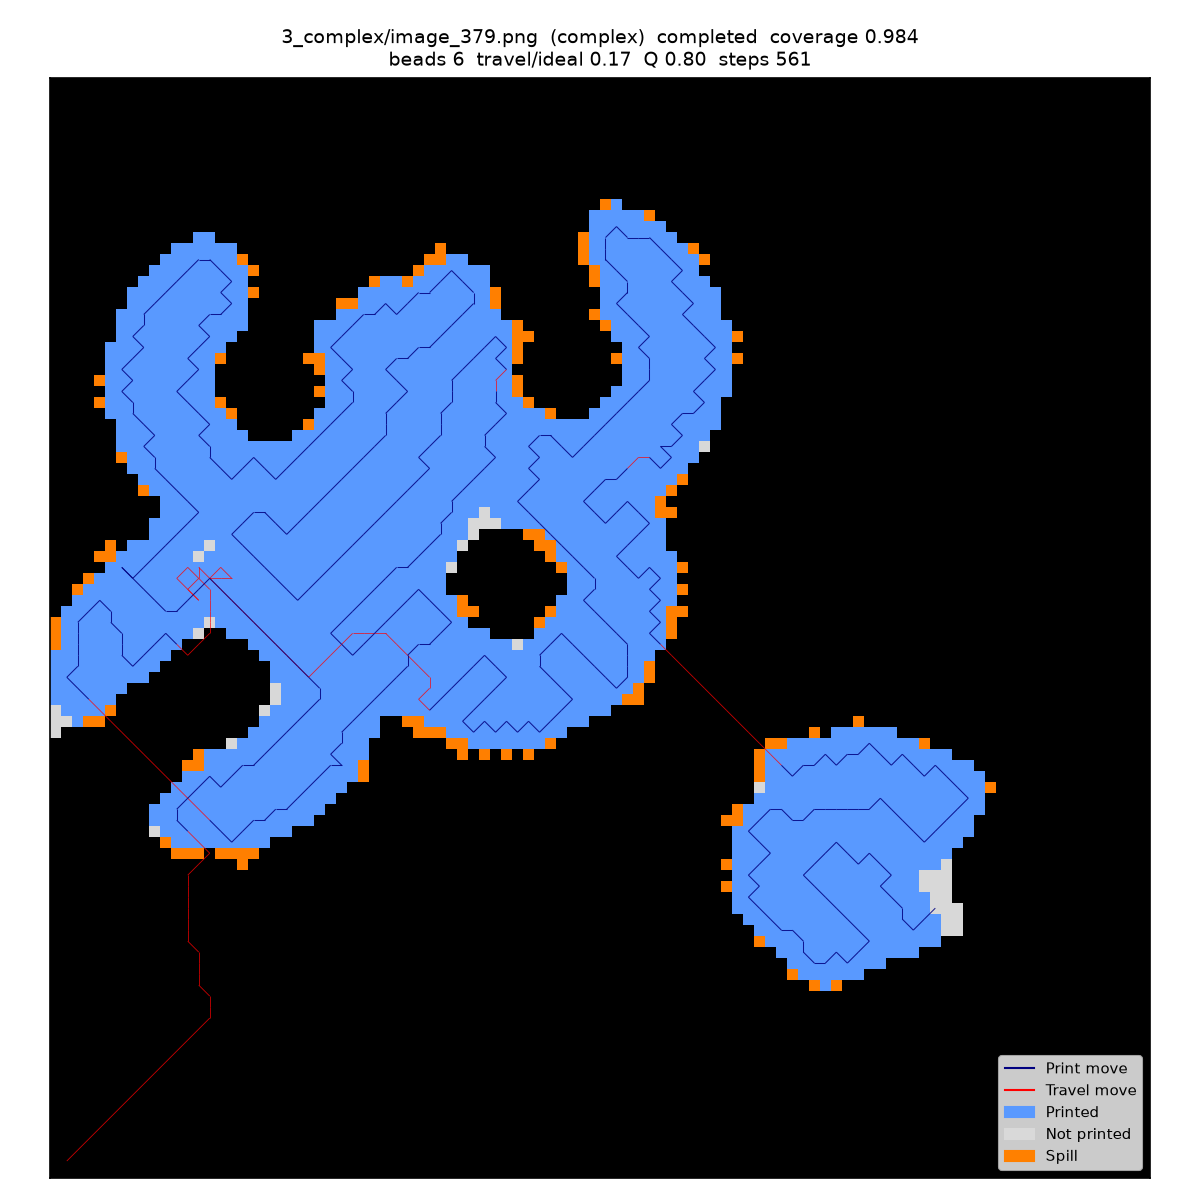 3_complex/image_379.png  (complex)  completed  coverage 0.984
beads 6  travel/ideal 0.17  Q 0.80  steps 561
Print move
Travel move
Printed
Not printed
Spill